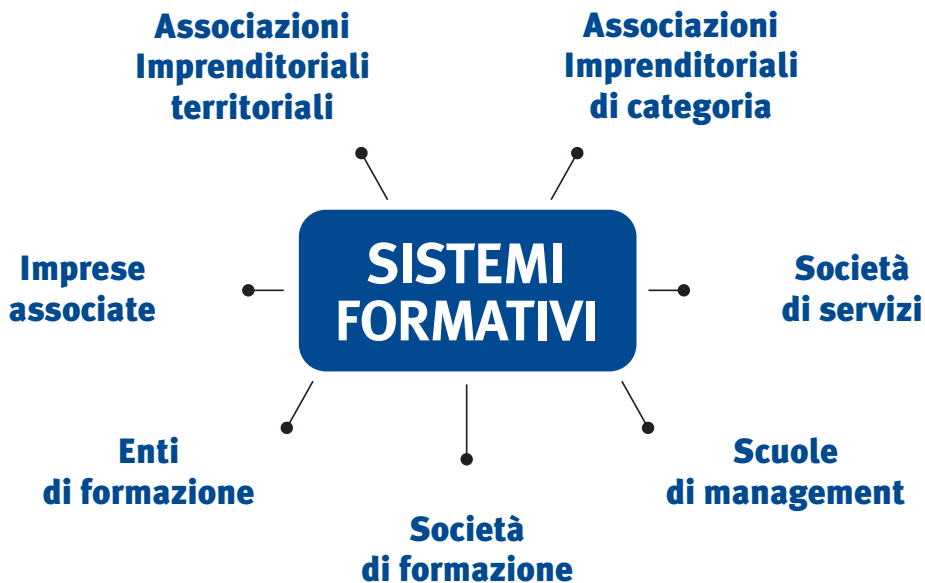 Associazioni
Imprenditoriali
territoriali
Associazioni
Imprenditoriali
di categoria
Imprese
associate
SISTEMI
FORMATIVI
Società
di servizi
Enti
di formazione
Società
di formazione
Scuole
di management